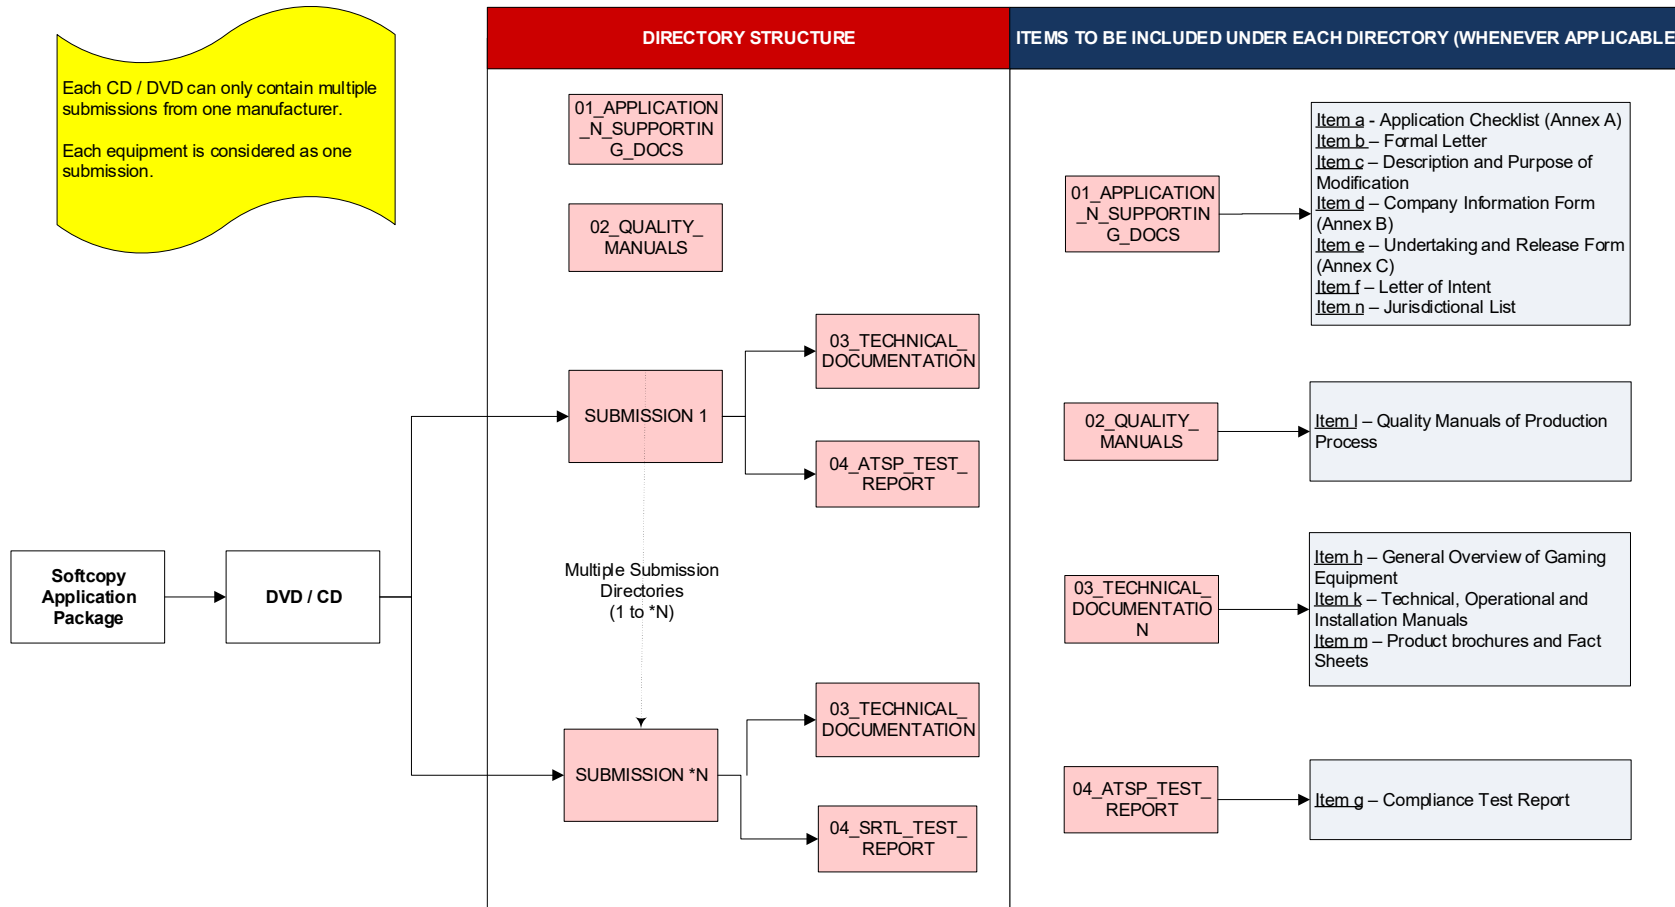 Each CD / DVD can only contain multiple
submissions from one manufacturer.
Each equipment is considered as one
submission.
DIRECTORY STRUCTURE
ITEMS TO BE INCLUDED UNDER EACH DIRECTORY (WHENEVER APPLICABLE
01_APPLICATION
_N_SUPPORTIN
G_DOCS
02_QUALITY_
MANUALS
SUBMISSION 1
03_TECHNICAL_
DOCUMENTATION
04_ATSP_TEST_
REPORT
Softcopy
Application
Package
DVD / CD
Multiple Submission
Directories
(1 to *N)
SUBMISSION *N
03_TECHNICAL_
DOCUMENTATION
04_SRTL_TEST_
REPORT
01_APPLICATION
_N_SUPPORTIN
G_DOCS
Item a - Application Checklist (Annex A)
Item b – Formal Letter
Item c – Description and Purpose of
Modification
Item d – Company Information Form
(Annex B)
Item e – Undertaking and Release Form
(Annex C)
Item f – Letter of Intent
Item n – Jurisdictional List
02_QUALITY_
MANUALS
Item l – Quality Manuals of Production
Process
03_TECHNICAL_
DOCUMENTATIO
N
Item h – General Overview of Gaming
Equipment
Item k – Technical, Operational and
Installation Manuals
Item m – Product brochures and Fact
Sheets
04_ATSP_TEST_
REPORT
Item g – Compliance Test Report